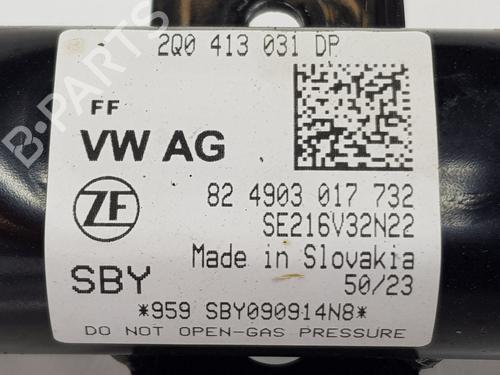 2Q0 413 031 DP
FF
VW AG
ZF
82 4903 017 732
SE216V32N22
Made in Slovakia
SBY
50/23
*959 SBY090914N8*
DO NOT OPEN-GAS PRESSURE
B-PARTS